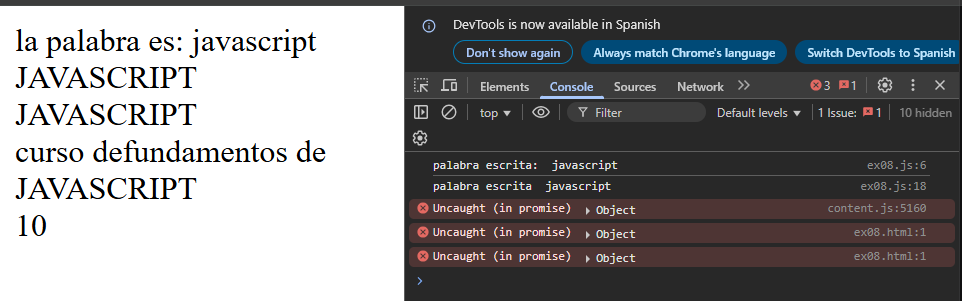 la palabra es: javascript
JAVASCRIPT
JAVASCRIPT
curso defundamentos de
JAVASCRIPT
10
DevTools is now available in Spanish
Don't show again
Always match Chrome's language
Switch DevTools to Spanish
Elements
Console
Sources
Network
3
1
top
Filter
Default levels
1 Issue:
1
10 hidden
palabra escrita:  javascript ex08.js:6
palabra escrita  javascript ex08.js:18
Uncaught (in promise) Object content.js:5160
Uncaught (in promise) Object ex08.html:1
Uncaught (in promise) Object ex08.html:1